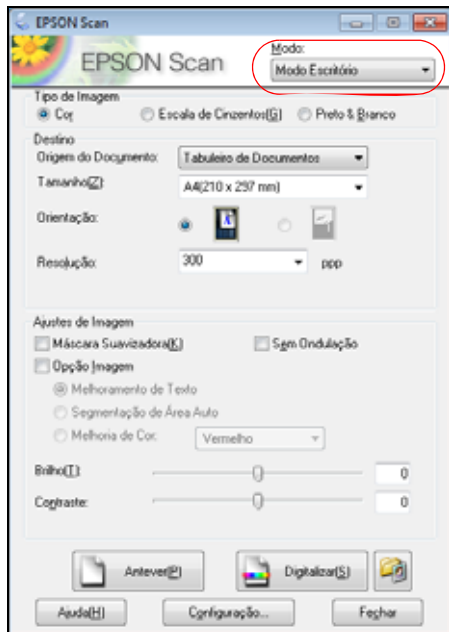 EPSON Scan
EPSON Scan
Modo:
Modo Escritório
Tipo de Imagem
Cor
Escala de Cinzentos(G)
Preto & Branco
Destino
Origem do Documento:
Tabuleiro de Documentos
Tamanho(Z):
A4(210 x 297 mm)
Orientação:
Resolução:
300
ppp
Ajustes de Imagem
Máscara Suavizadora(K)
Sem Ondulação
Opção Imagem
Melhoramento de Texto
Segmentação de Área Auto
Melhoria de Cor:
Vermelho
Brilho(T):
0
Contraste:
0
Antever(P)
Digitalizar(S)
Ajuda(H)
Configuração...
Fechar